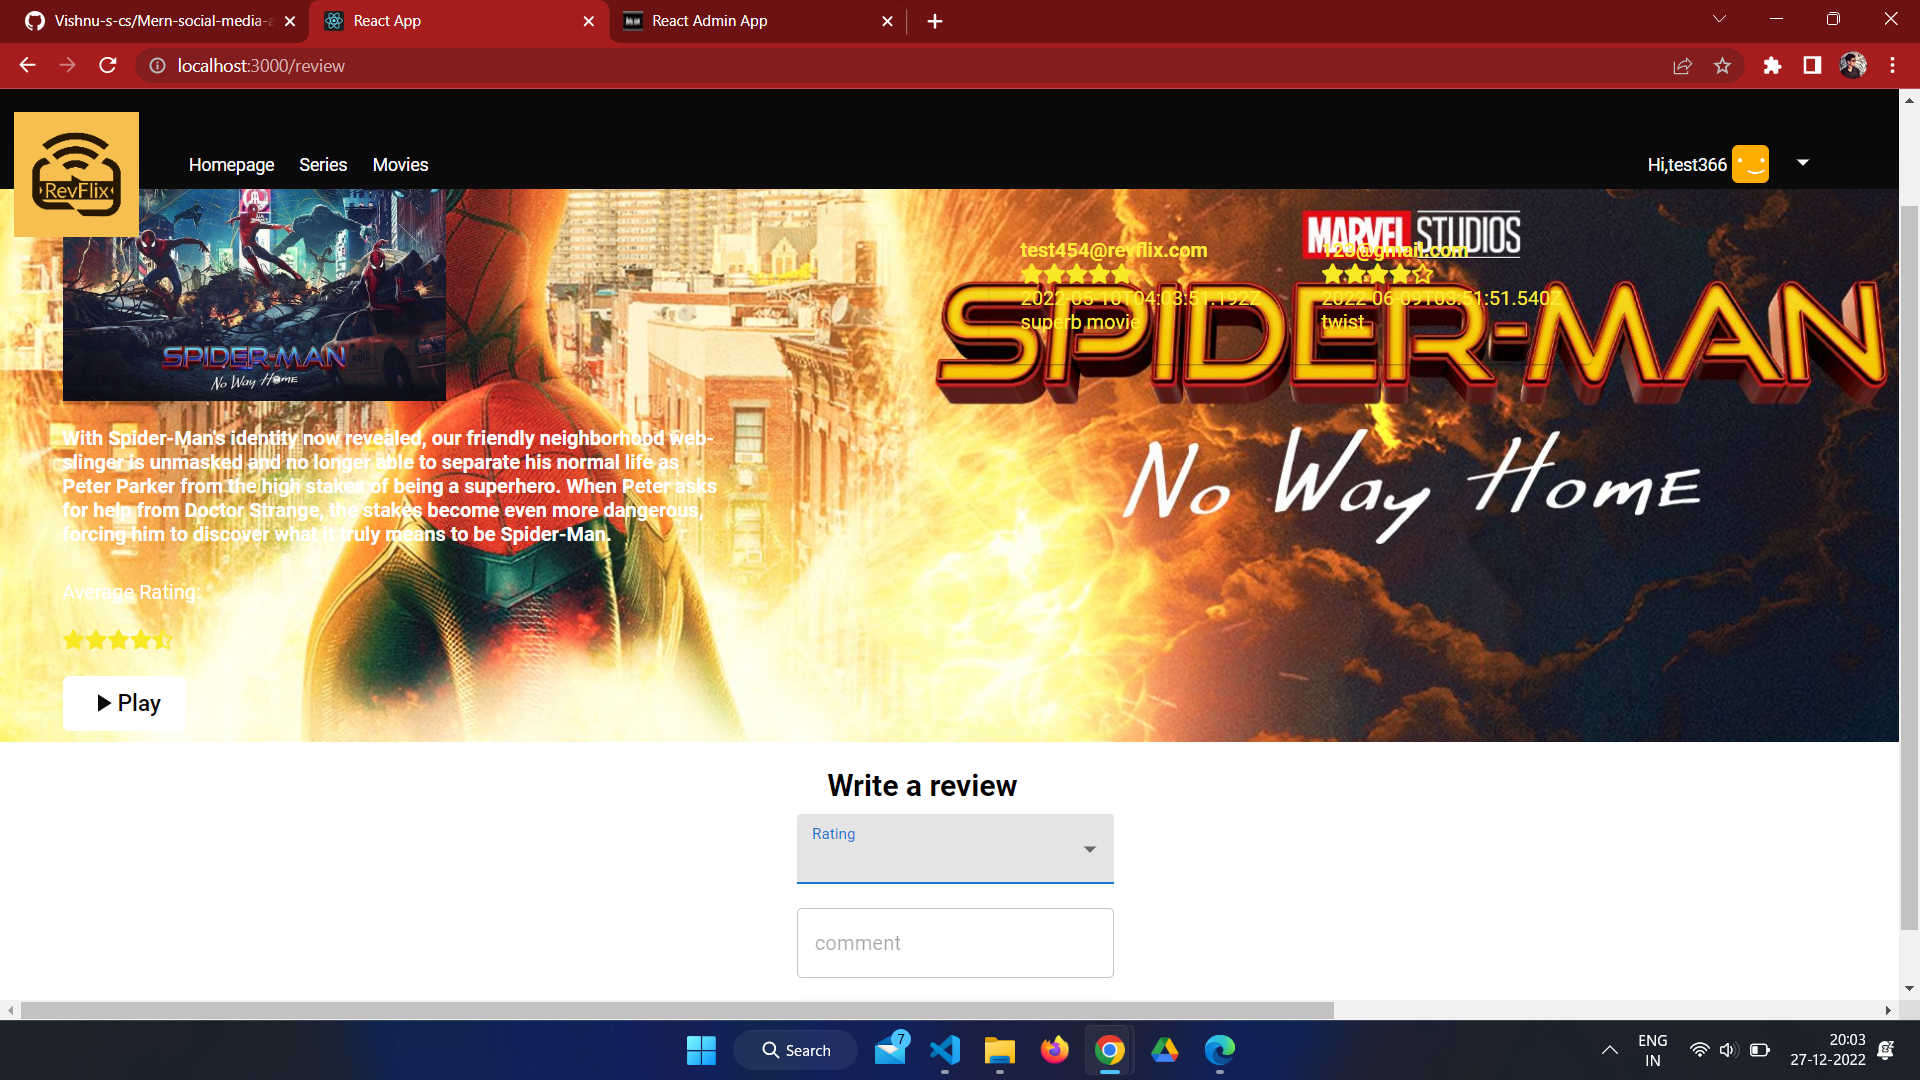 Vishnu-s-cs/Mern-social-media-a
React App
React Admin App
localhost:3000/review
RevFlix
Homepage
Series
Movies
Hi,test366
SPIDER-MAN
No Way Home
MARVEL STUDIOS
SPIDER-MAN
No Way Home
test454@revflix.com
2022-05-10T04:03:51.192Z
superb movie
123@gmail.com
2022-06-09T03:51:51.540Z
twist
With Spider-Man's identity now revealed, our friendly neighborhood web-
slinger is unmasked and no longer able to separate his normal life as
Peter Parker from the high stakes of being a superhero. When Peter asks
for help from Doctor Strange, the stakes become even more dangerous,
forcing him to discover what it truly means to be Spider-Man.
Average Rating:
Play
Write a review
Rating
comment
Search
7
ENG
IN
20:03
27-12-2022